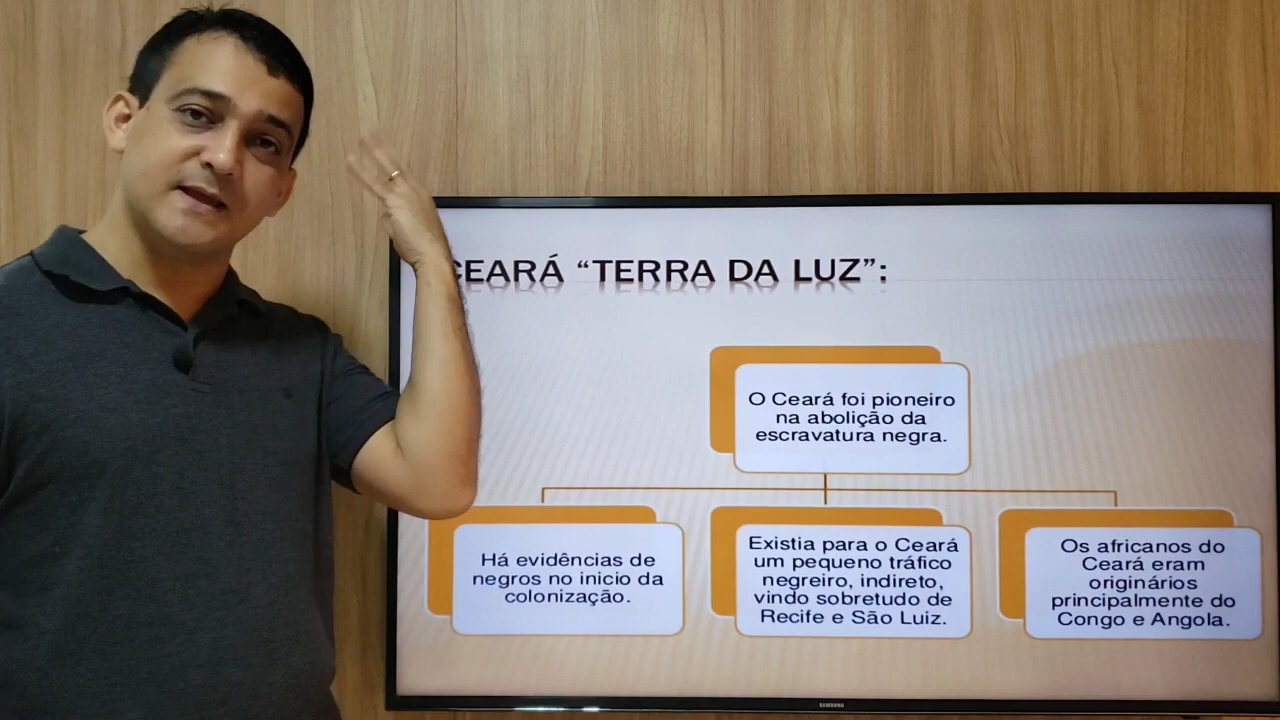 CEARÁ “TERRA DA LUZ”:
O Ceará foi pioneiro
na abolição da
escravatura negra.
Há evidências de
negros no inicio da
colonização.
Existia para o Ceará
um pequeno tráfico
negreiro, indireto,
vindo sobretudo de
Recife e São Luiz.
Os africanos do
Ceará eram
originários
principalmente do
Congo e Angola.
SAMSUNG